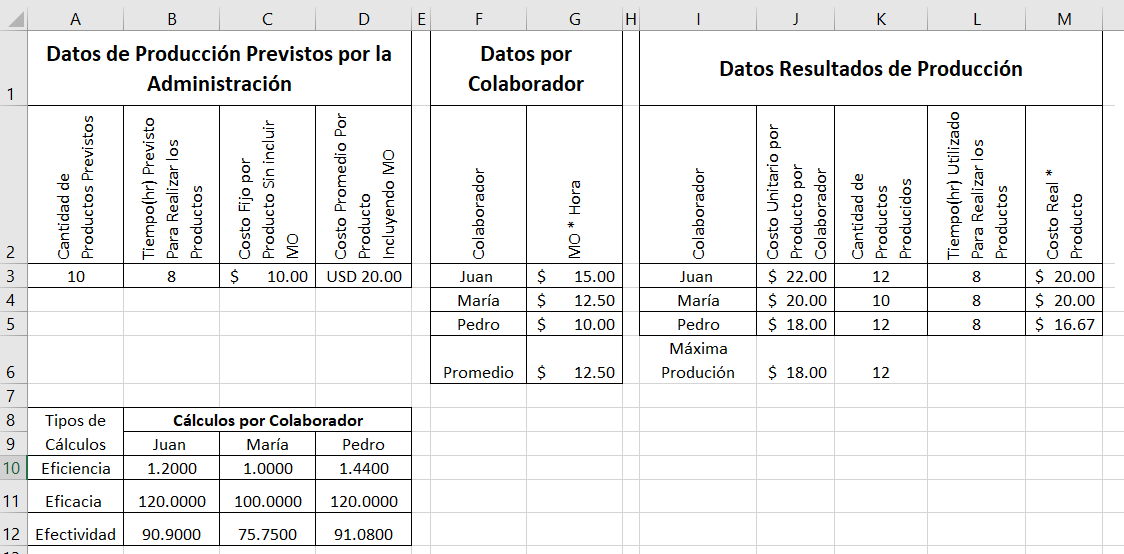 A B C D E F G H I J K L M
1
Datos de Producción Previstos por la
Administración
Datos por
Colaborador
Datos Resultados de Producción
2
Cantidad de
Productos Previstos
Tiempo(hr) Previsto
Para Realizar los
Productos
Costo Fijo por
Producto Sin incluir
MO
Costo Promedio Por
Producto
Incluyendo MO
Colaborador
MO * Hora
Colaborador
Costo Unitario por
Producto por
Colaborador
Cantidad de
Productos
Producidos
Tiempo(hr) Utilizado
Para Realizar los
Productos
Costo Real *
Producto
3 10 8 $ 10.00 USD 20.00 Juan $ 15.00 Juan $ 22.00 12 8 $ 20.00
4 María $ 12.50 María $ 20.00 10 8 $ 20.00
5 Pedro $ 10.00 Pedro $ 18.00 12 8 $ 16.67
Máxima
6 Promedio $ 12.50 Produción $ 18.00 12
7
8 Tipos de Cálculos por Colaborador
9 Cálculos Juan María Pedro
10 Eficiencia 1.2000 1.0000 1.4400
11 Eficacia 120.0000 100.0000 120.0000
12 Efectividad 90.9000 75.7500 91.0800